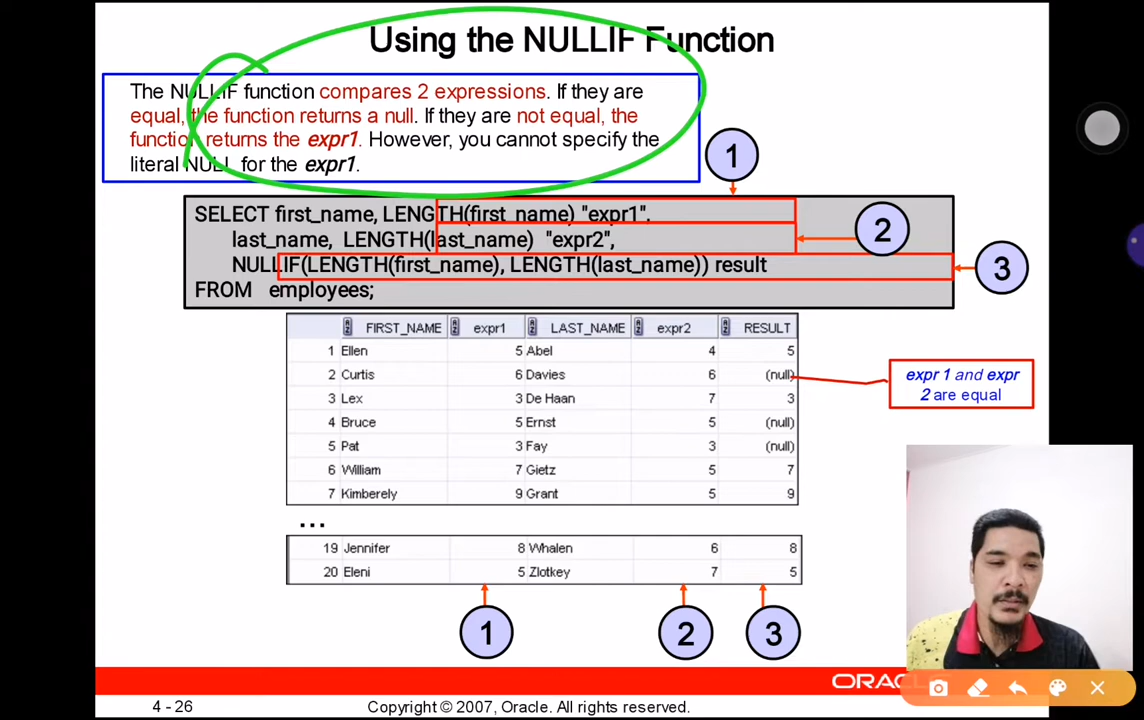 Using the NULLIF Function
The NULLIF function compares 2 expressions. If they are
equal, the function returns a null. If they are not equal, the
function returns the expr1. However, you cannot specify the
literal NULL for the expr1.
1
SELECT first_name, LENGTH(first_name) "expr1",
2
last_name, LENGTH(last_name) "expr2",
NULLIF(LENGTH(first_name), LENGTH(last_name)) result
3
FROM employees;
FIRST_NAME expr1 LAST_NAME expr2 RESULT
1 Ellen 5 Abel 4 5
2 Curtis 6 Davies 6 (null)
3 Lex 3 De Haan 7 3
4 Bruce 5 Ernst 5 (null)
5 Pat 3 Fay 3 (null)
6 William 7 Gietz 5 7
7 Kimberely 9 Grant 5 9
expr 1 and expr
2 are equal
...
19 Jennifer 8 Whalen 6 8
20 Eleni 5 Zlotkey 7 5
1 2 3
4 - 26
Copyright © 2007, Oracle. All rights reserved.